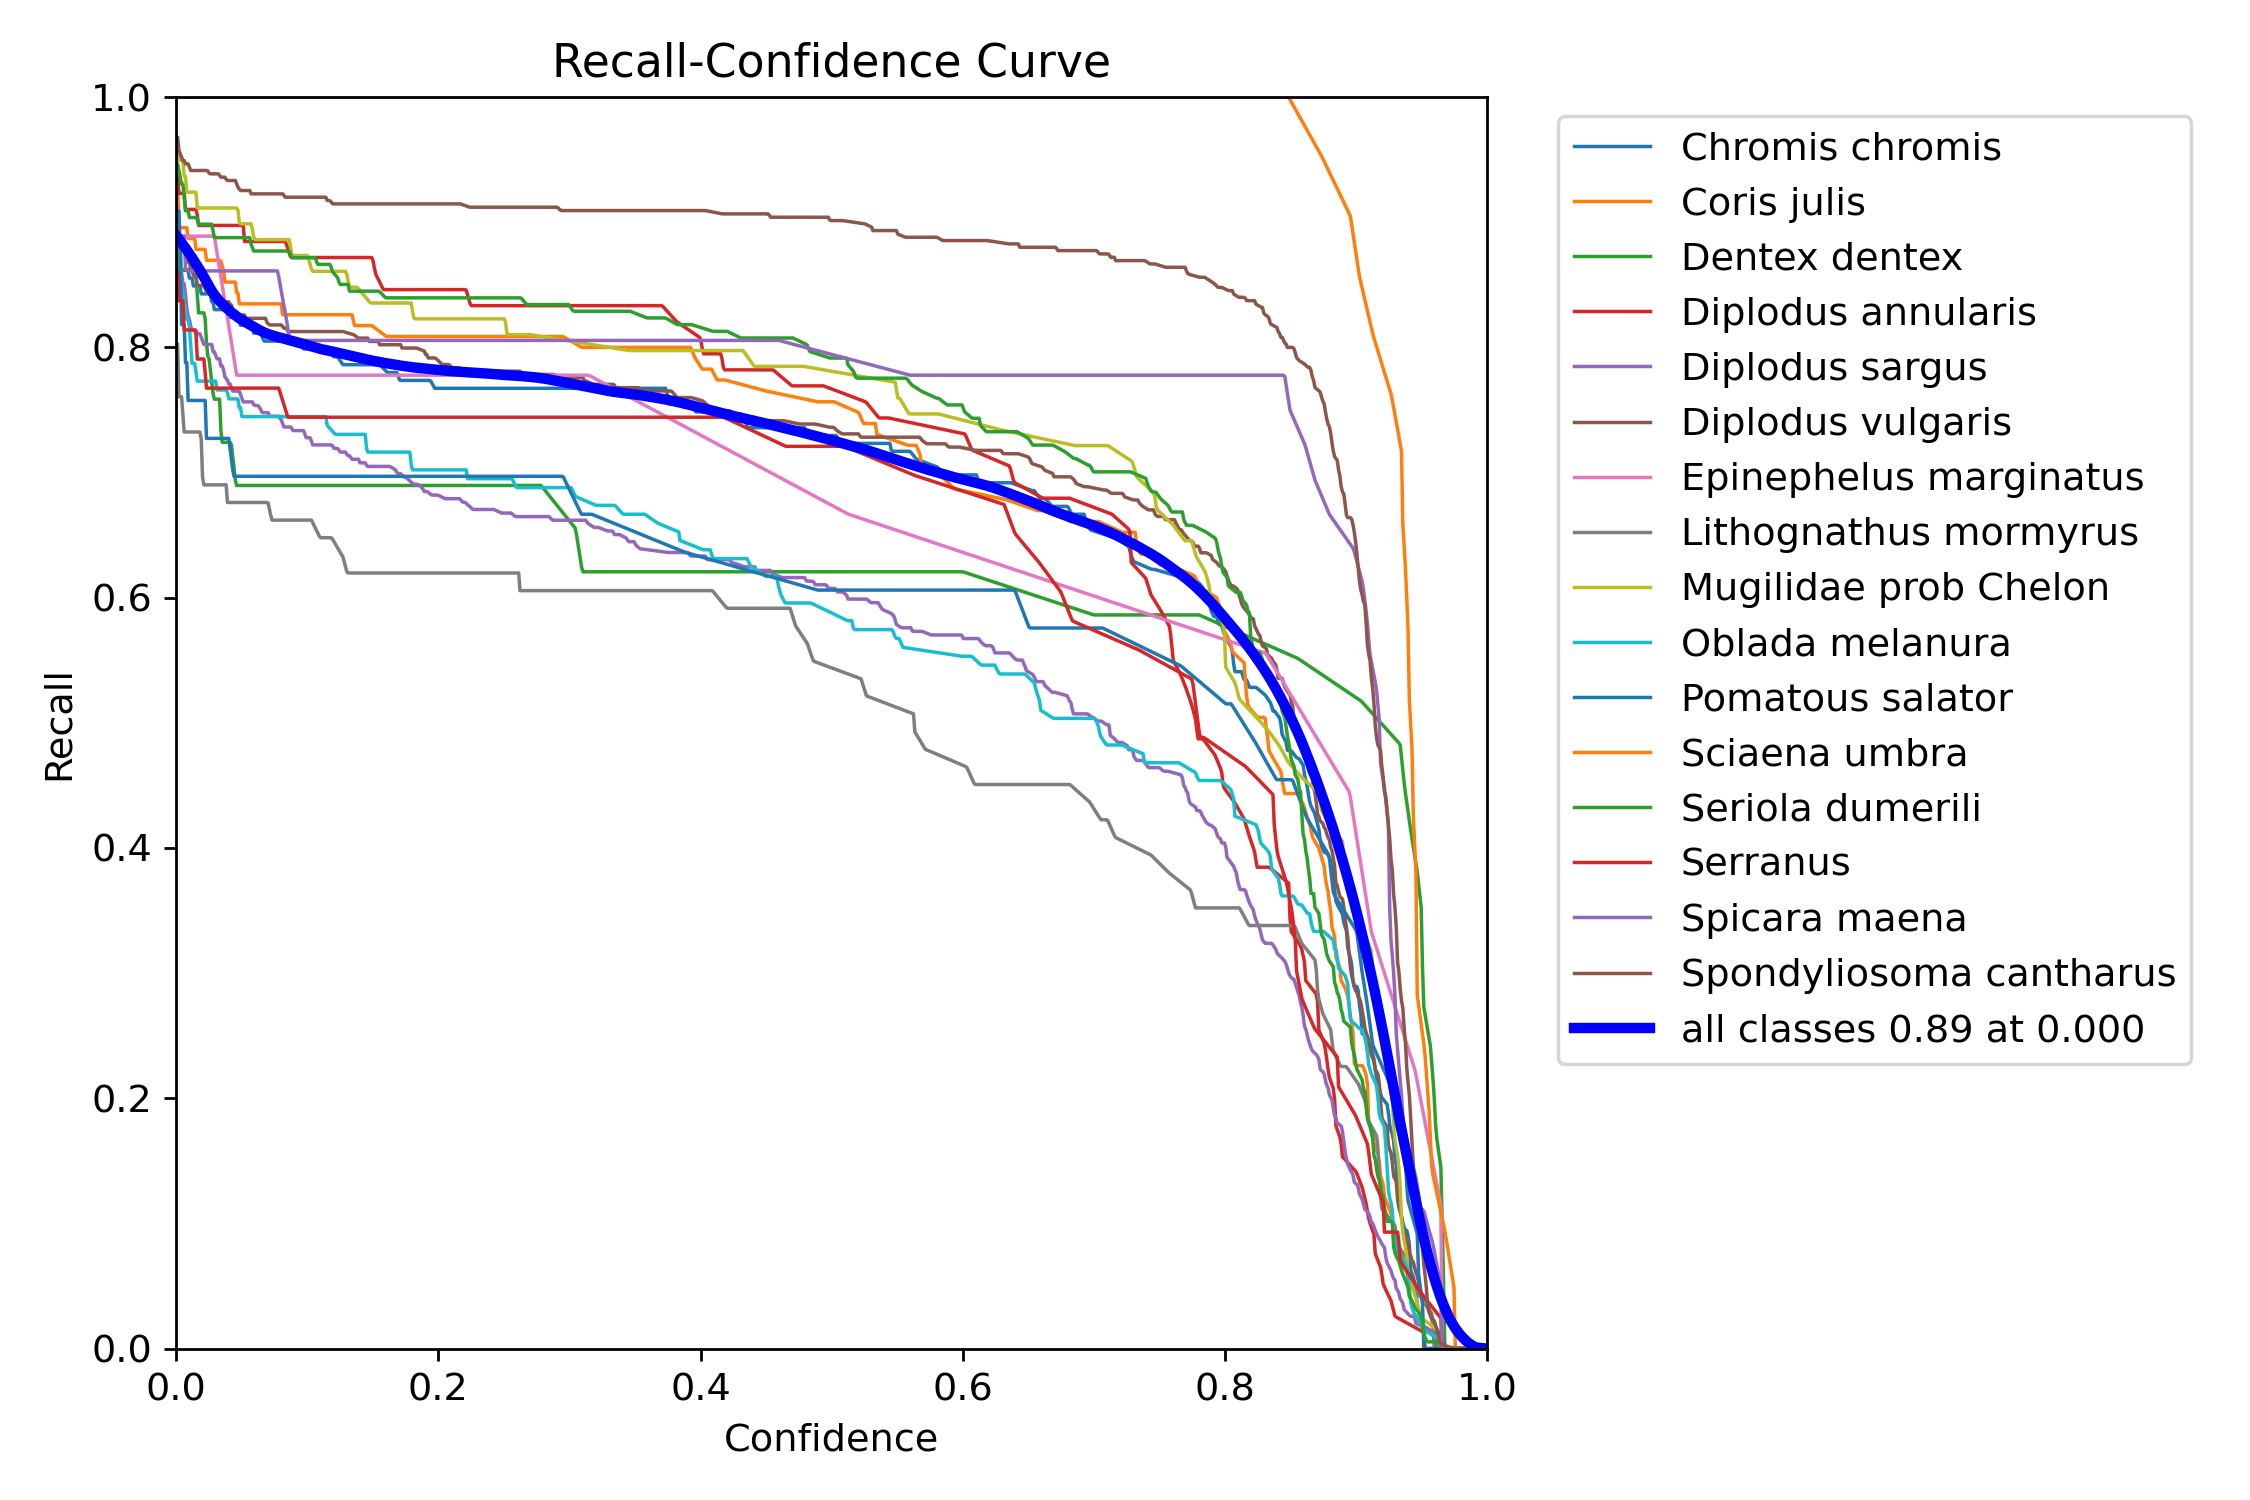 Recall-Confidence Curve
1.0
0.8
0.6
0.4
0.2
0.0
Recall
0.0 0.2 0.4 0.6 0.8 1.0
Confidence
Chromis chromis
Coris julis
Dentex dentex
Diplodus annularis
Diplodus sargus
Diplodus vulgaris
Epinephelus marginatus
Lithognathus mormyrus
Mugilidae prob Chelon
Oblada melanura
Pomatous salator
Sciaena umbra
Seriola dumerili
Serranus
Spicara maena
Spondyliosoma cantharus
all classes 0.89 at 0.000